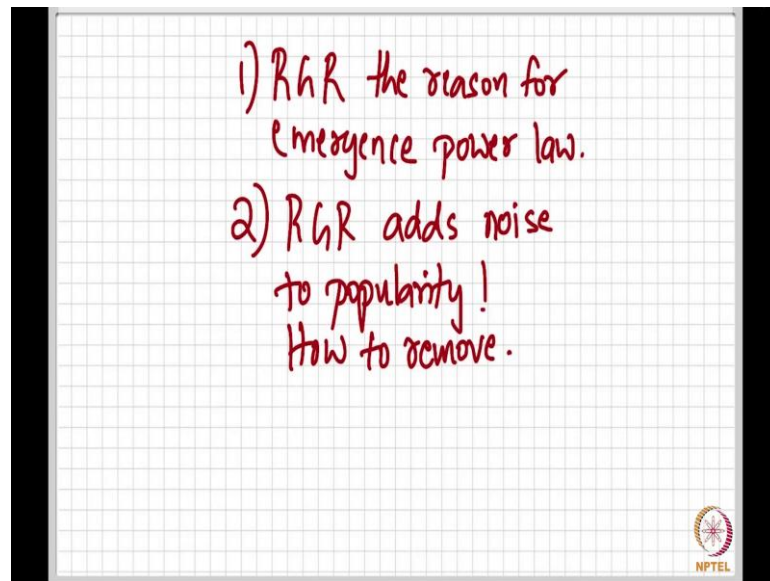 1) RGR the reason for
emergence power law.
2) RGR adds noise
to popularity!
How to remove.
NPTEL